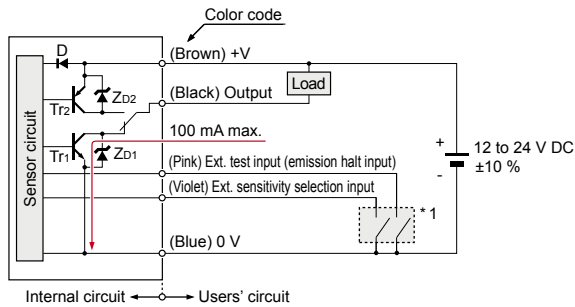 Color code
D
(Brown) +V
Load
(Black) Output
ZD2
Tr2
100 mA max.
Sensor circuit
Tr1
ZD1
+
12 to 24 V DC
±10 %
-
(Pink) Ext. test input (emission halt input)
(Violet) Ext. sensitivity selection input
* 1
(Blue) 0 V
Internal circuit
Users' circuit